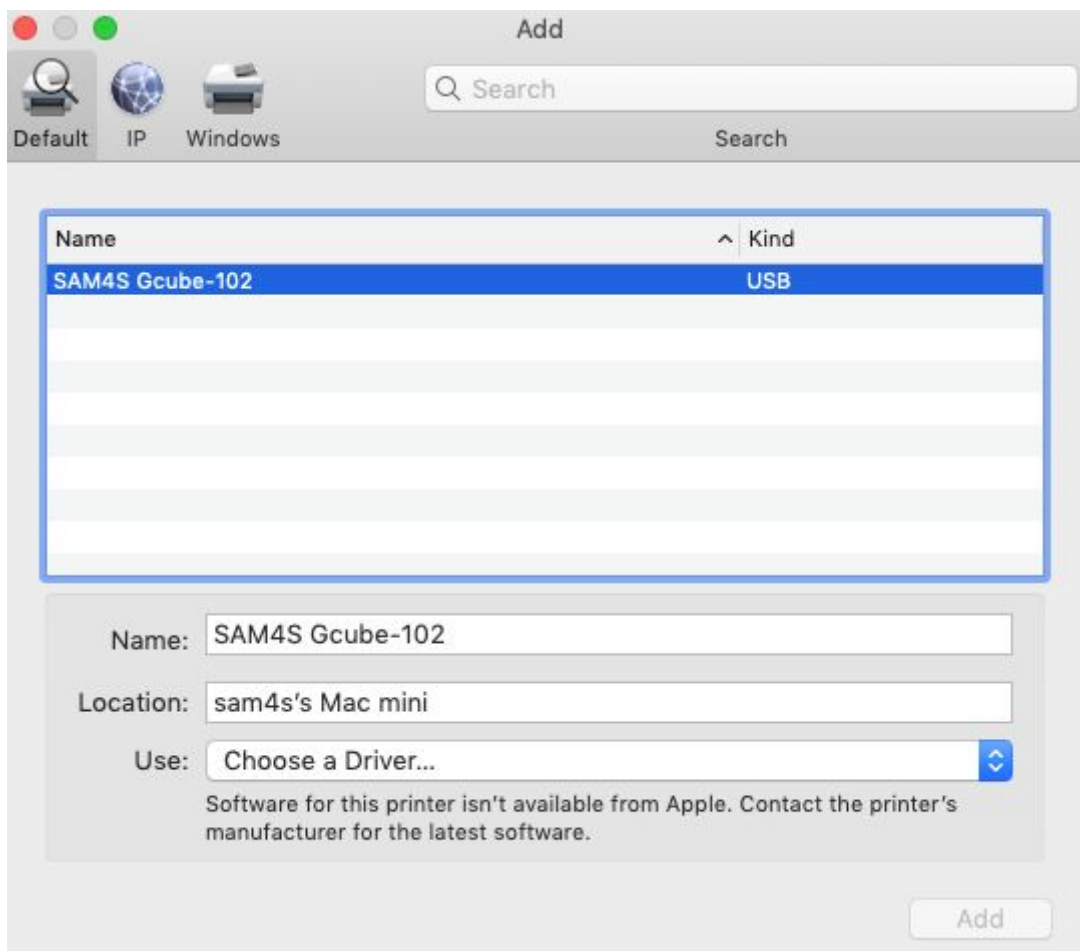 Add
Search
Default IP Windows Search
Name Kind
SAM4S Gcube-102 USB
Name: SAM4S Gcube-102
Location: sam4s’s Mac mini
Use: Choose a Driver...
Software for this printer isn't available from Apple. Contact the printer's
manufacturer for the latest software.
Add